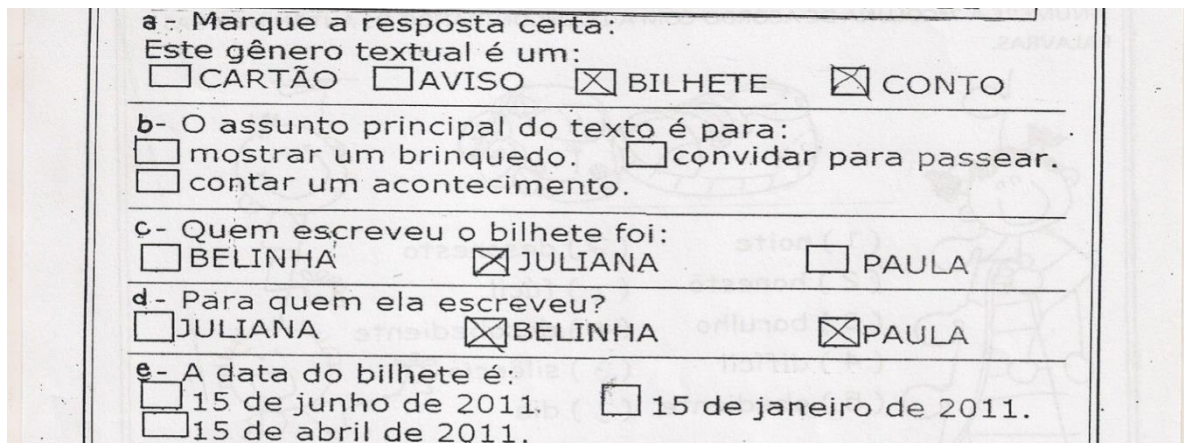 a- Marque a resposta certa:
Este gênero textual é um:
☐ CARTÃO ☐ AVISO ☒ BILHETE ☒ CONTO
b- O assunto principal do texto é para:
☐ mostrar um brinquedo. ☐ convidar para passear.
☐ contar um acontecimento.
c- Quem escreveu o bilhete foi:
☐ BELINHA ☒ JULIANA ☐ PAULA
d- Para quem ela escreveu?
☐ JULIANA ☒ BELINHA ☒ PAULA
e- A data do bilhete é:
☐ 15 de junho de 2011. ☐ 15 de janeiro de 2011.
☐ 15 de abril de 2011.